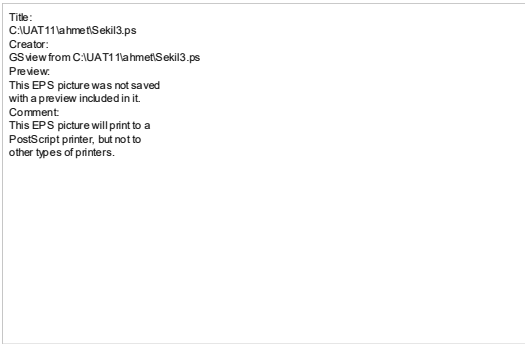 Title:
C:\UAT11\ahmet\Sekil3.ps
Creator:
GSview from C:\UAT11\ahmet\Sekil3.ps
Preview:
This EPS picture was not saved
with a preview included in it.
Comment:
This EPS picture will print to a
PostScript printer, but not to
other types of printers.